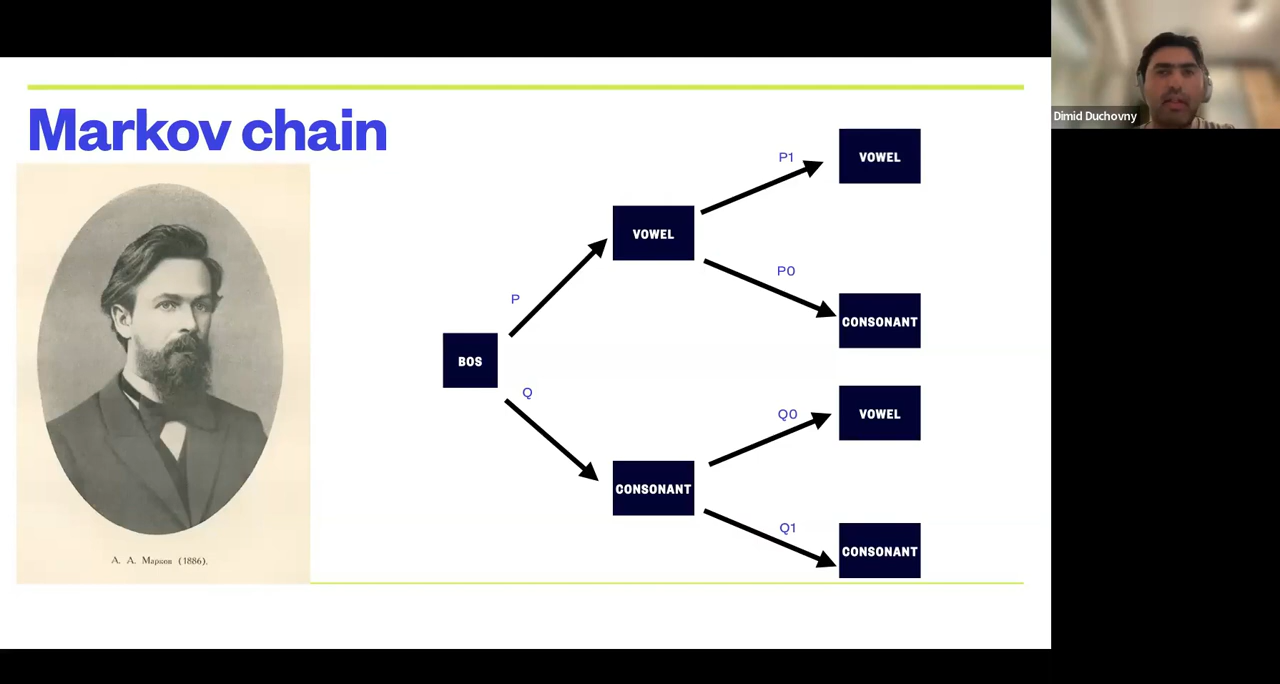 Markov chain
А. А. Марков (1886).
BOS
P
Q
VOWEL
CONSONANT
P1
P0
Q0
Q1
VOWEL
CONSONANT
VOWEL
CONSONANT
Dimid Duchovny